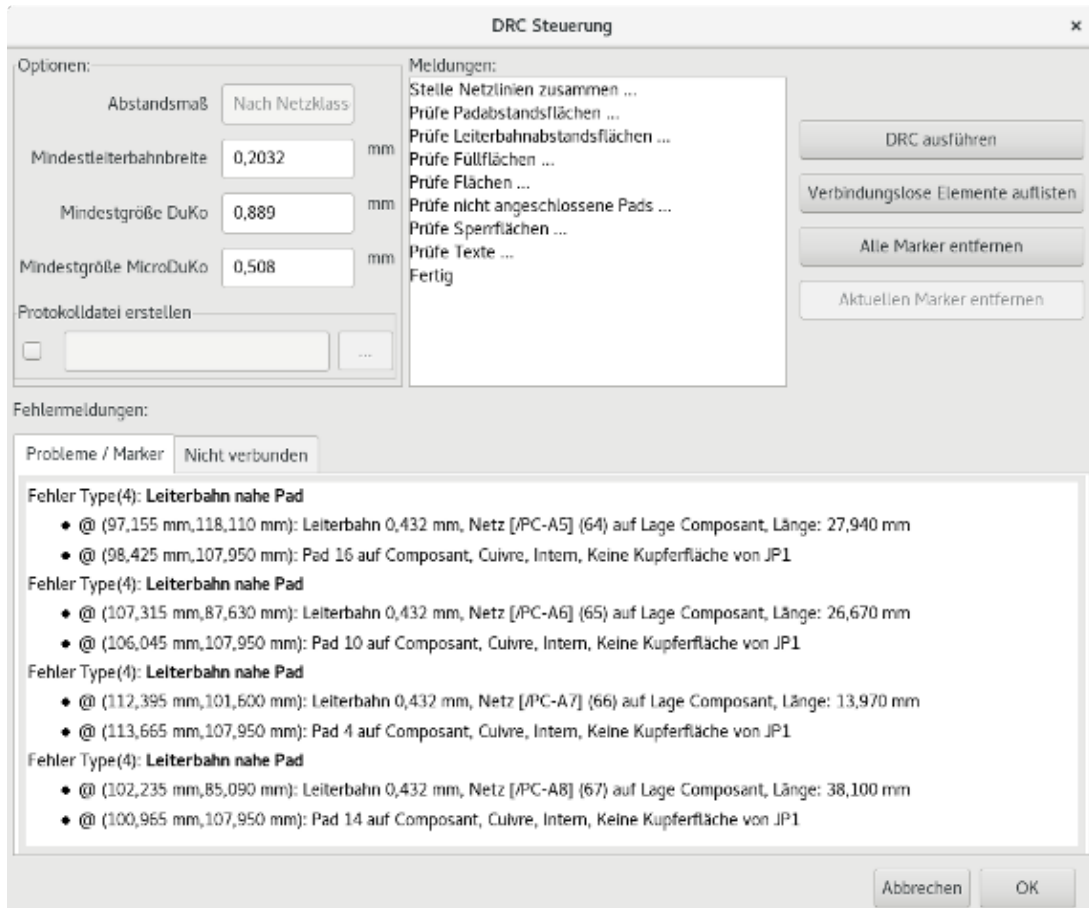 DRC Steuerung
×
Optionen:
Abstandsmaß
Nach Netzklass
Mindestleiterbahnbreite
0,2032
mm
Mindestgröße DuKo
0,889
mm
Mindestgröße MicroDuKo
0,508
mm
Protokolldatei erstellen
...
Meldungen:
Stelle Netzlinien zusammen ...
Prüfe Padabstandsflächen ...
Prüfe Leiterbahnabstandsflächen ...
Prüfe Füllflächen ...
Prüfe Flächen ...
Prüfe nicht angeschlossene Pads ...
Prüfe Sperrflächen ...
Prüfe Texte ...
Fertig
DRC ausführen
Verbindungslose Elemente auflisten
Alle Marker entfernen
Aktuellen Marker entfernen
Fehlermeldungen:
Probleme / Marker
Nicht verbunden
Fehler Type(4): Leiterbahn nahe Pad
• @ (97,155 mm,118,110 mm): Leiterbahn 0,432 mm, Netz [/PC-A5] (64) auf Lage Composant, Länge: 27,940 mm
• @ (98,425 mm,107,950 mm): Pad 16 auf Composant, Cuivre, Intern, Keine Kupferfläche von JP1
Fehler Type(4): Leiterbahn nahe Pad
• @ (107,315 mm,87,630 mm): Leiterbahn 0,432 mm, Netz [/PC-A6] (65) auf Lage Composant, Länge: 26,670 mm
• @ (106,045 mm,107,950 mm): Pad 10 auf Composant, Cuivre, Intern, Keine Kupferfläche von JP1
Fehler Type(4): Leiterbahn nahe Pad
• @ (112,395 mm,101,600 mm): Leiterbahn 0,432 mm, Netz [/PC-A7] (66) auf Lage Composant, Länge: 13,970 mm
• @ (113,665 mm,107,950 mm): Pad 4 auf Composant, Cuivre, Intern, Keine Kupferfläche von JP1
Fehler Type(4): Leiterbahn nahe Pad
• @ (102,235 mm,85,090 mm): Leiterbahn 0,432 mm, Netz [/PC-A8] (67) auf Lage Composant, Länge: 38,100 mm
• @ (100,965 mm,107,950 mm): Pad 14 auf Composant, Cuivre, Intern, Keine Kupferfläche von JP1
Abbrechen
OK